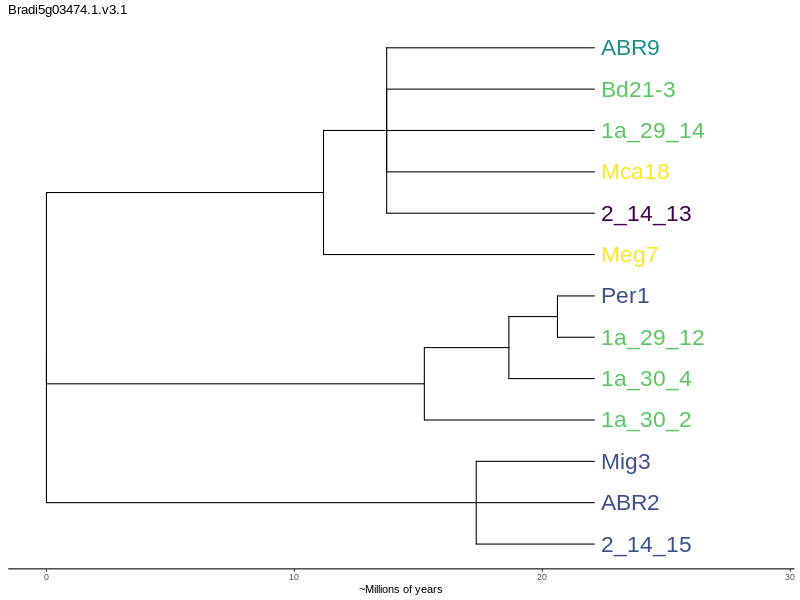 Bradi5g03474.1.v3.1
ABR9
Bd21-3
1a_29_14
Mca18
2_14_13
Meg7
Per1
1a_29_12
1a_30_4
1a_30_2
Mig3
ABR2
2_14_15
0 10 20 30
~Millions of years